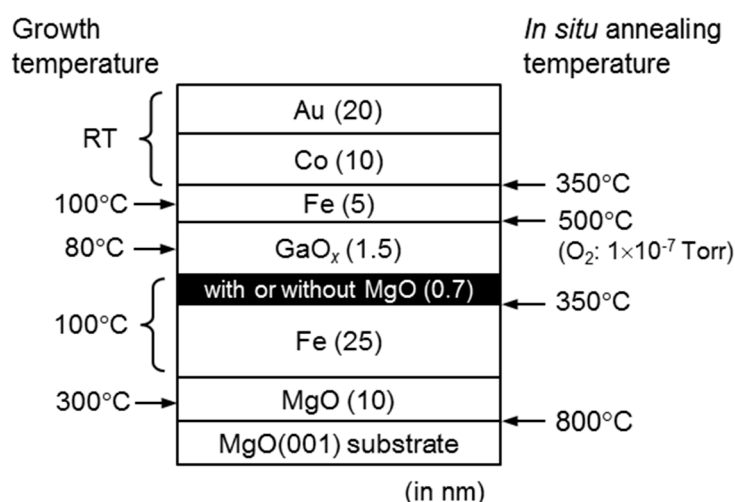 Growth
temperature
In situ annealing
temperature
Au (20)
RT
Co (10)
350°C
100°C
Fe (5)
500°C
80°C
GaOx (1.5)
(O2: 1×10-7 Torr)
with or without MgO (0.7)
350°C
100°C
Fe (25)
300°C
MgO (10)
800°C
MgO(001) substrate
(in nm)